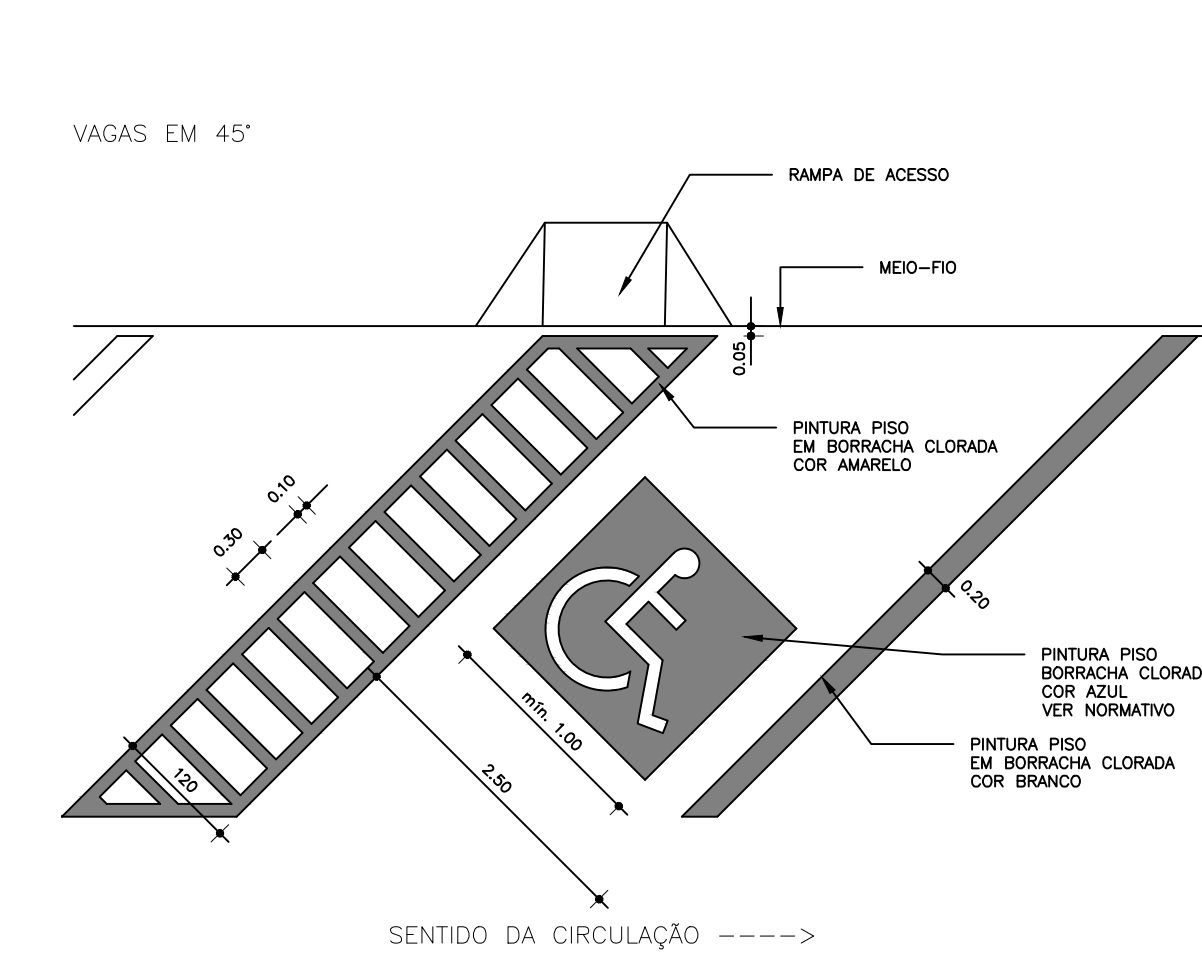 VAGAS EM 45°
RAMPA DE ACESSO
MEIO-FIO
0.05
PINTURA PISO
EM BORRACHA CLORADA
COR AMARELO
0.10
0.30
0.20
PINTURA PISO
BORRACHA CLORAD
COR AZUL
VER NORMATIVO
mín. 1.00
PINTURA PISO
EM BORRACHA CLORADA
COR BRANCO
120
2.50
SENTIDO DA CIRCULAÇÃO ---->